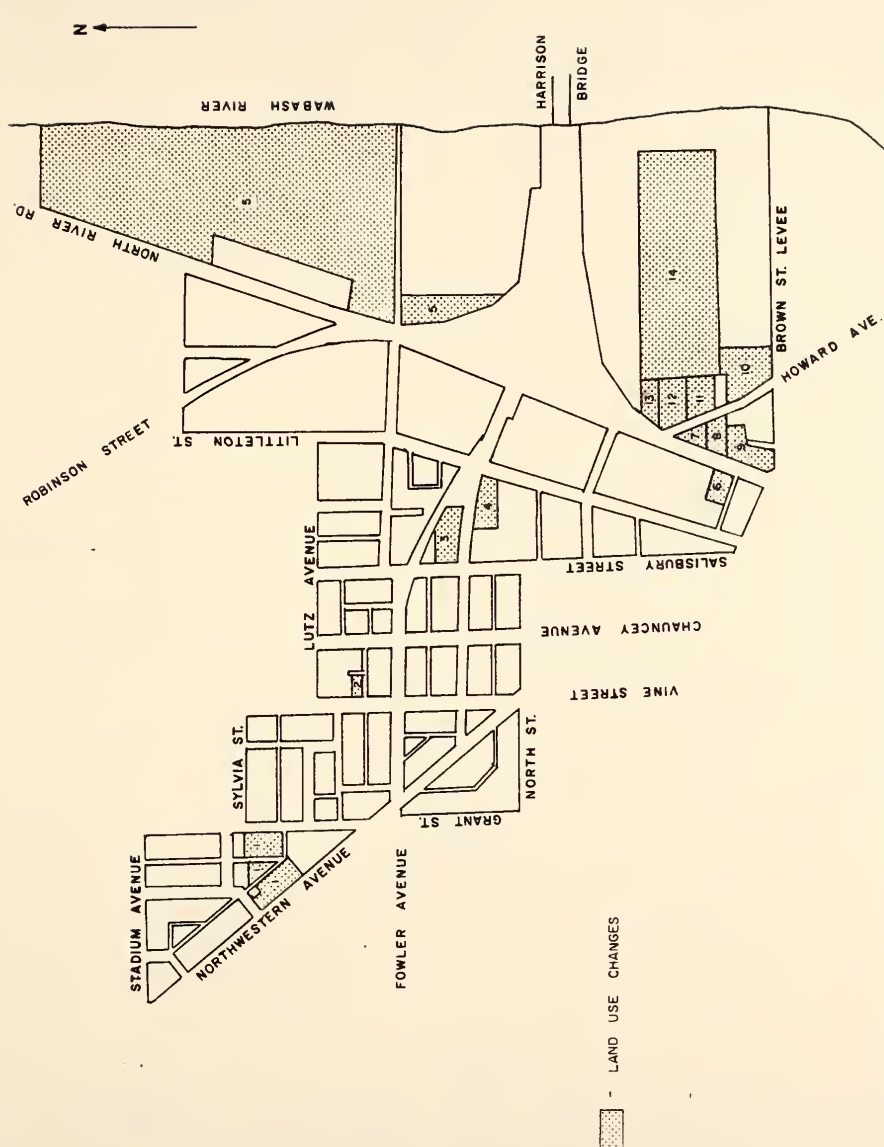 N
WABASH RIVER
HARRISON
BRIDGE
NORTH RIVER RD.
5
5
14
BROWN ST. LEVEE
HOWARD AVE.
10
13
12
11
7
8
9
6
ROBINSON STREET
LITTLETON ST.
4
3
SALISBURY STREET
LUTZ AVENUE
CHAUNCEY AVENUE
2
VINE STREET
SYLVIA ST.
NORTH ST.
GRANT ST.
1
1
1
STADIUM AVENUE
NORTHWESTERN AVENUE
FOWLER AVENUE
- LAND USE CHANGES